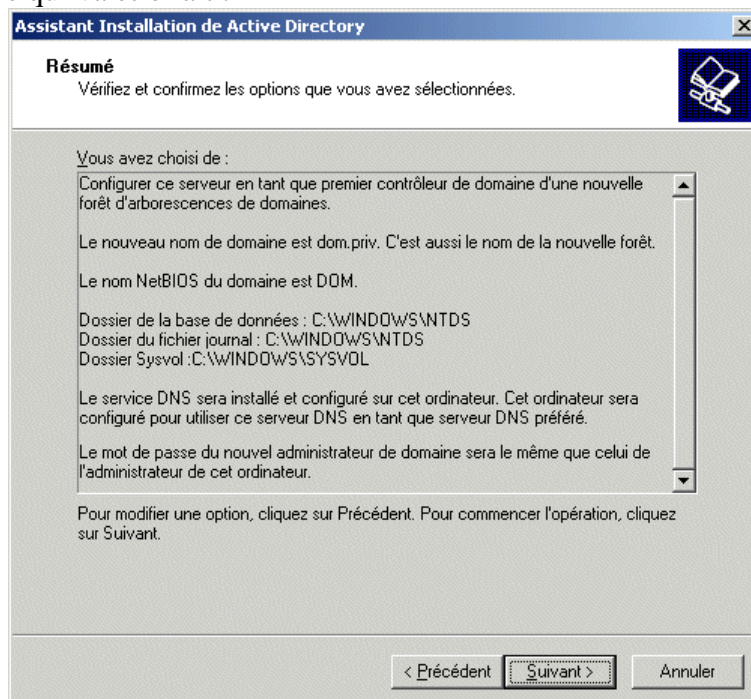 Assistant Installation de Active Directory
Résumé
Vérifiez et confirmez les options que vous avez sélectionnées.
Vous avez choisi de :
Configurer ce serveur en tant que premier contrôleur de domaine d'une nouvelle
forêt d'arborescences de domaines.
Le nouveau nom de domaine est dom.priv. C'est aussi le nom de la nouvelle forêt.
Le nom NetBIOS du domaine est DOM.
Dossier de la base de données : C:\WINDOWS\NTDS
Dossier du fichier journal : C:\WINDOWS\NTDS
Dossier Sysvol :C:\WINDOWS\SYSVOL
Le service DNS sera installé et configuré sur cet ordinateur. Cet ordinateur sera
configuré pour utiliser ce serveur DNS en tant que serveur DNS préféré.
Le mot de passe du nouvel administrateur de domaine sera le même que celui de
l'administrateur de cet ordinateur.
Pour modifier une option, cliquez sur Précédent. Pour commencer l'opération, cliquez
sur Suivant.
< Précédent Suivant > Annuler